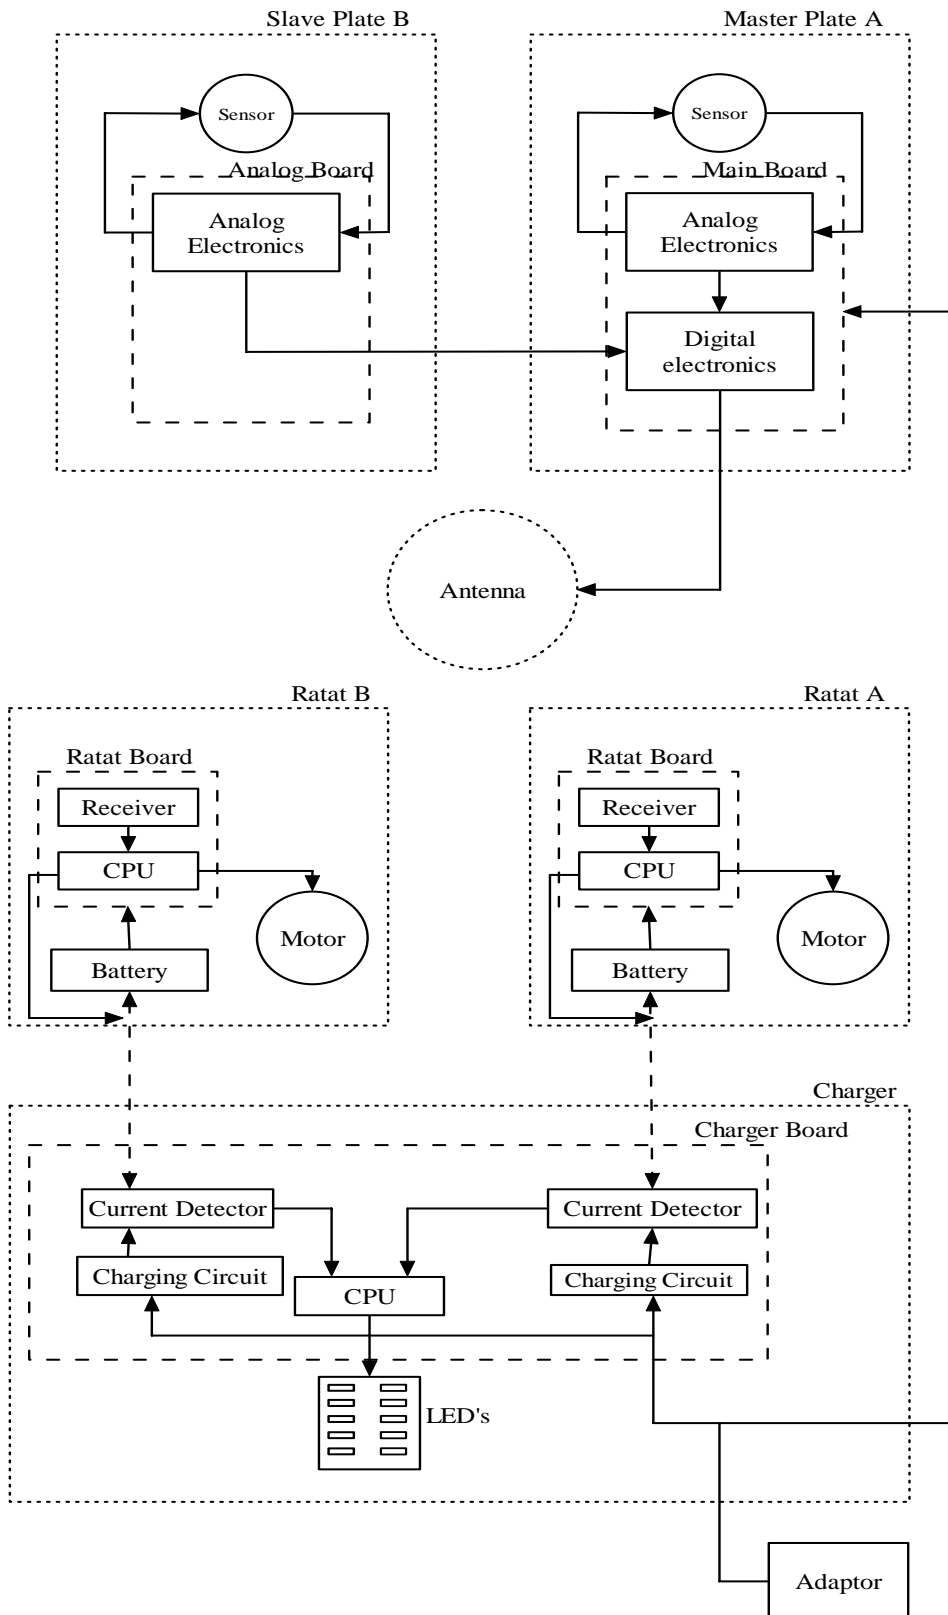 Slave Plate B
Master Plate A
Sensor
Sensor
Analog Board
Main Board
Analog
Electronics
Analog
Electronics
Digital
electronics
Antenna
Ratat B
Ratat A
Ratat Board
Ratat Board
Receiver
Receiver
CPU
CPU
Motor
Motor
Battery
Battery
Charger
Charger Board
Current Detector
Current Detector
Charging Circuit
Charging Circuit
CPU
LED's
Adaptor